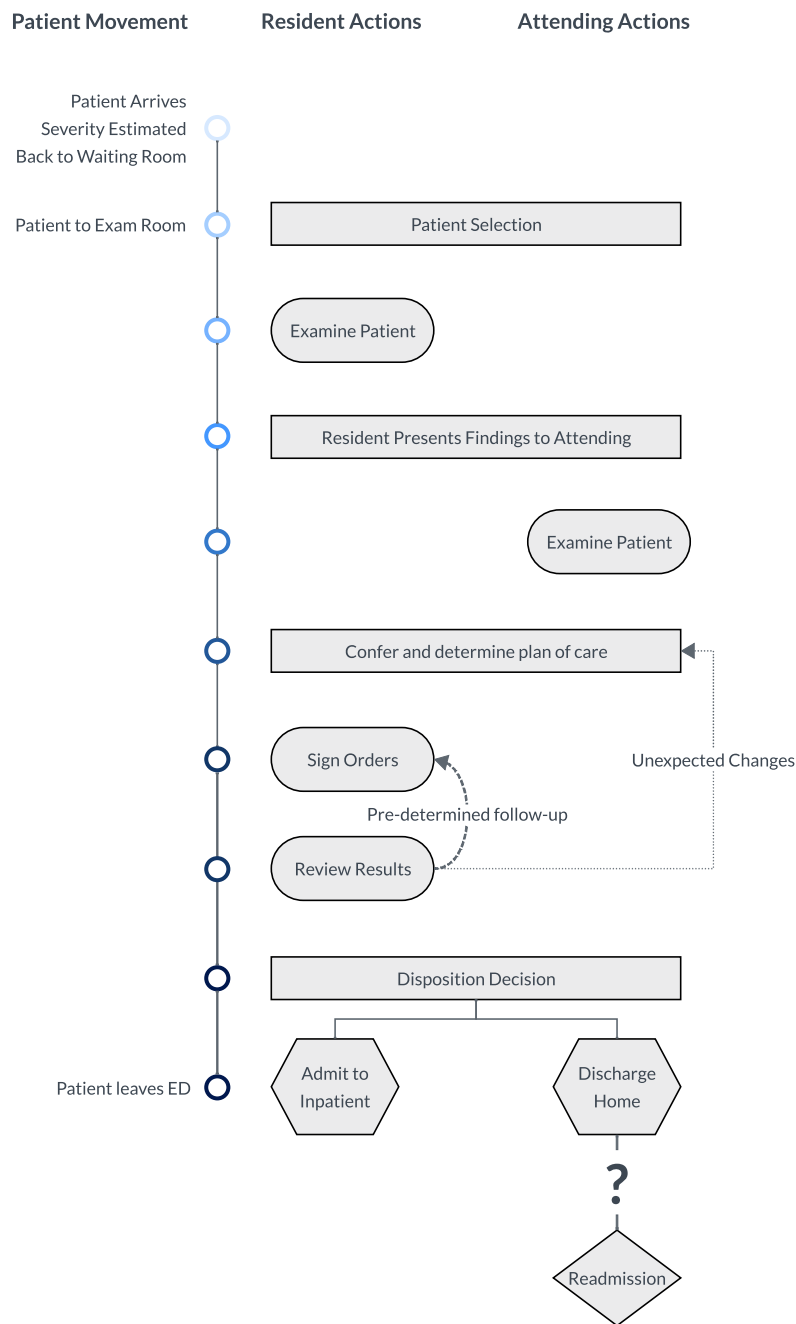 Patient Movement
Resident Actions
Attending Actions
Patient Arrives
Severity Estimated
Back to Waiting Room
Patient to Exam Room
Patient Selection
Examine Patient
Resident Presents Findings to Attending
Examine Patient
Confer and determine plan of care
Sign Orders
Unexpected Changes
Pre-determined follow-up
Review Results
Disposition Decision
Patient leaves ED
Admit to
Inpatient
Discharge
Home
?
Readmission